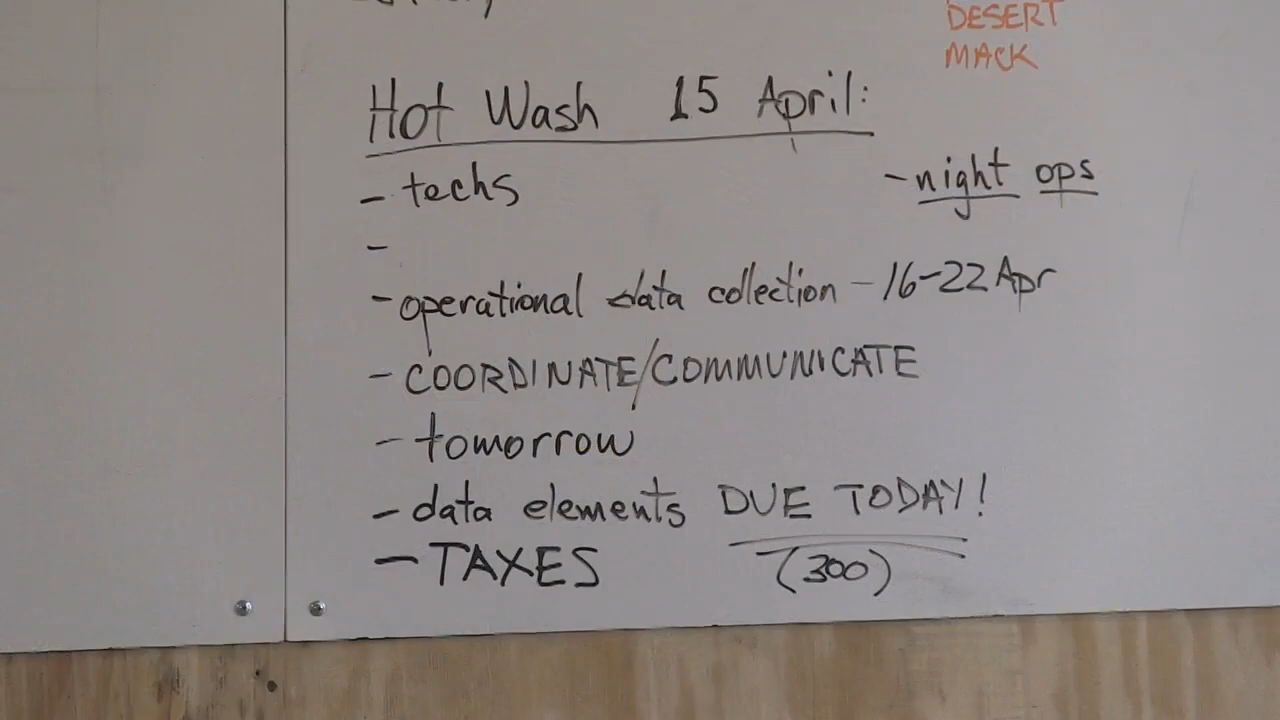 DESERT
MACK
Hot Wash 15 April:
- techs
- night ops
-
- operational data collection - 16-22 Apr
- COORDINATE/COMMUNICATE
- tomorrow
- data elements DUE TODAY!
- TAXES (300)